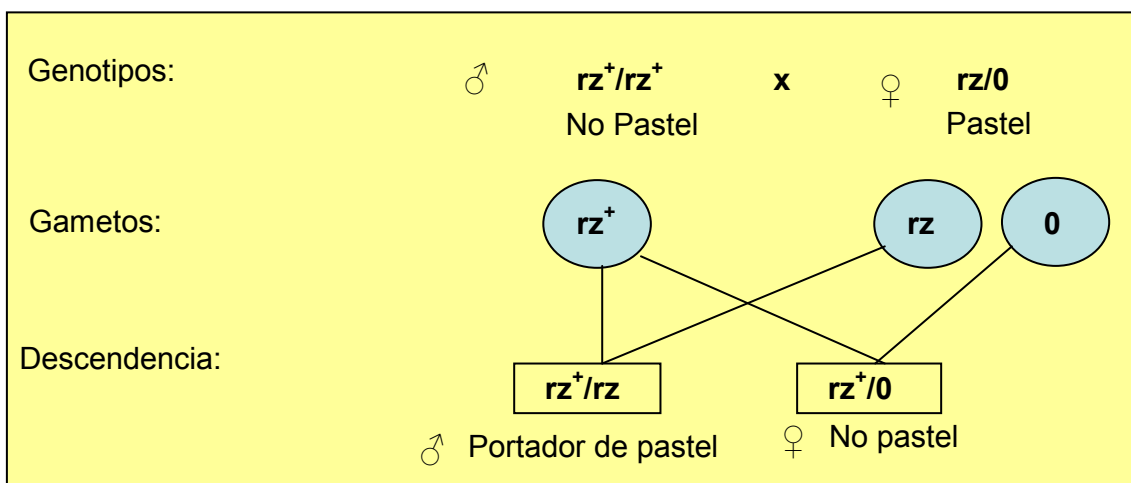 Genotipos: ♂ rz⁺/rz⁺ x ♀ rz/0
No Pastel Pastel
Gametos: rz⁺ rz 0
Descendencia:
rz⁺/rz rz⁺/0
♂ Portador de pastel ♀ No pastel